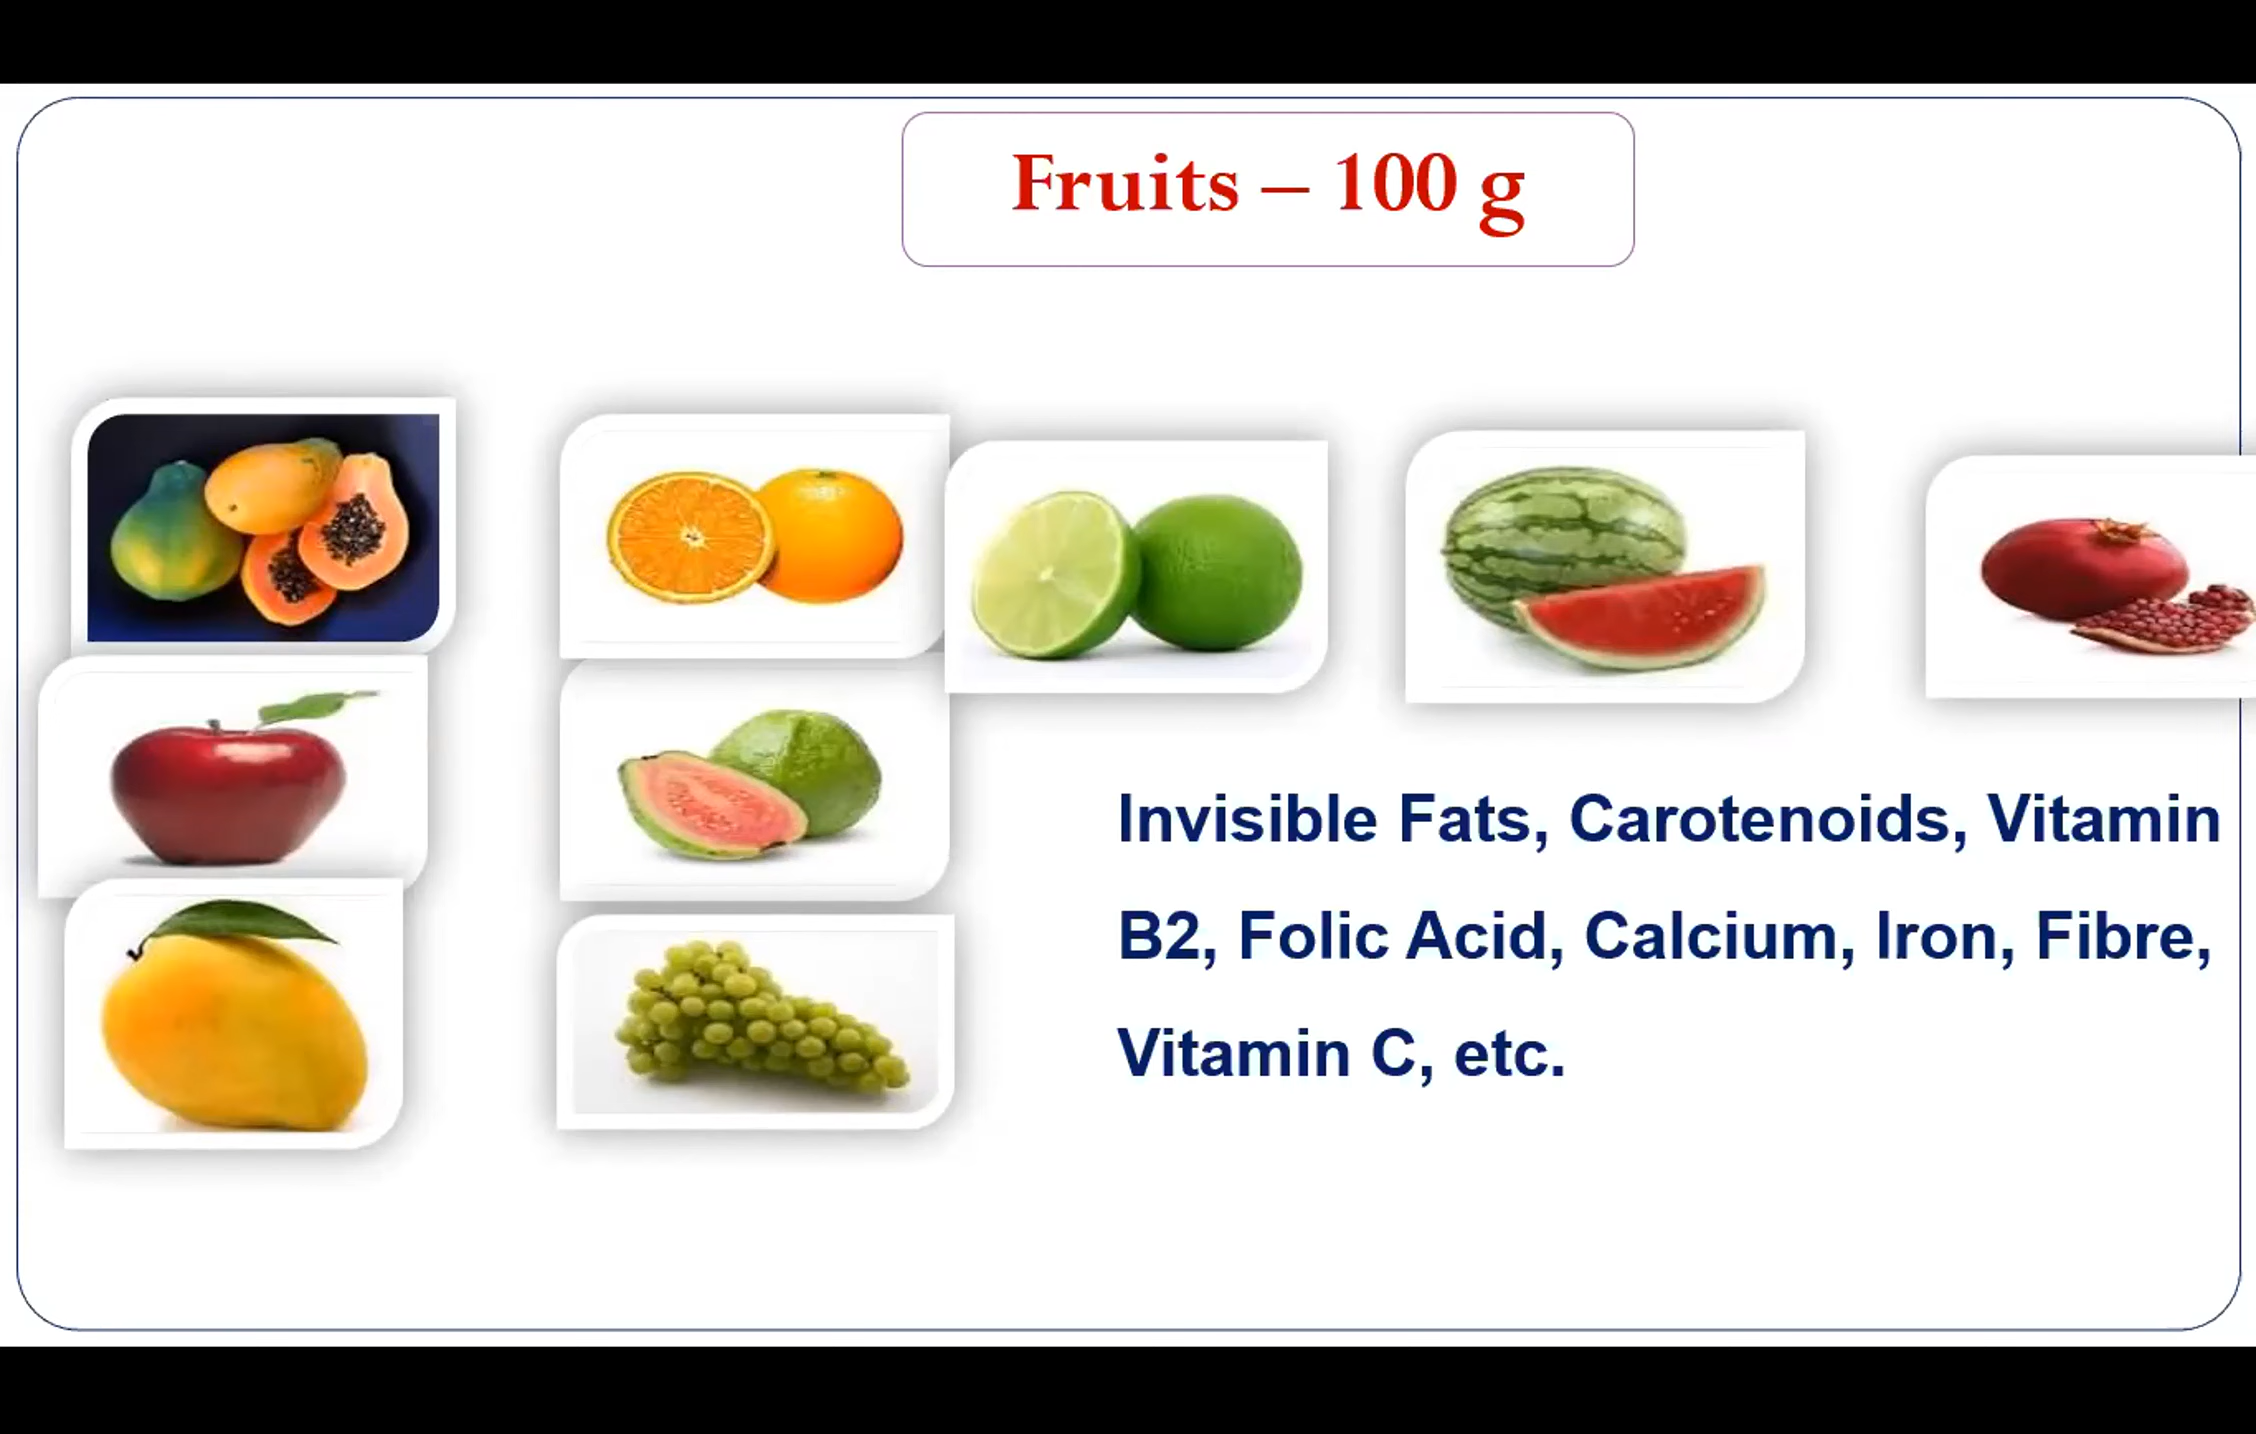 Fruits – 100 g
Invisible Fats, Carotenoids, Vitamin
B2, Folic Acid, Calcium, Iron, Fibre,
Vitamin C, etc.